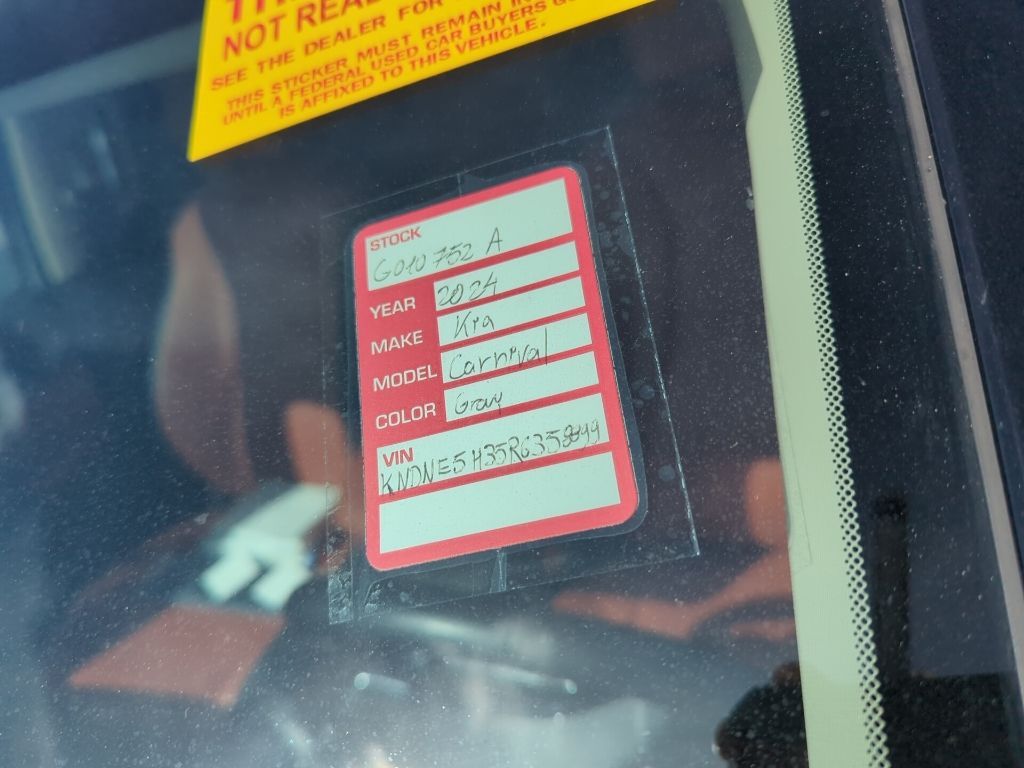 NOT REA
SEE THE DEALER FOR
THIS STICKER MUST REMAIN IN
UNTIL A FEDERAL USED CAR BUYERS G
IS AFFIXED TO THIS VEHICLE.
STOCK
G010752 A
YEAR 2024
MAKE Kia
MODEL Carnival
COLOR Gray
VIN